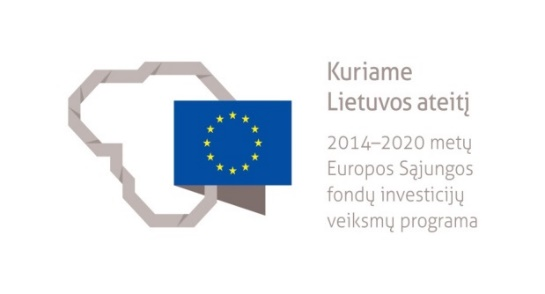 Kuriame
Lietuvos ateitį
2014–2020 metų
Europos Sąjungos
fondų investicijų
veiksmų programa